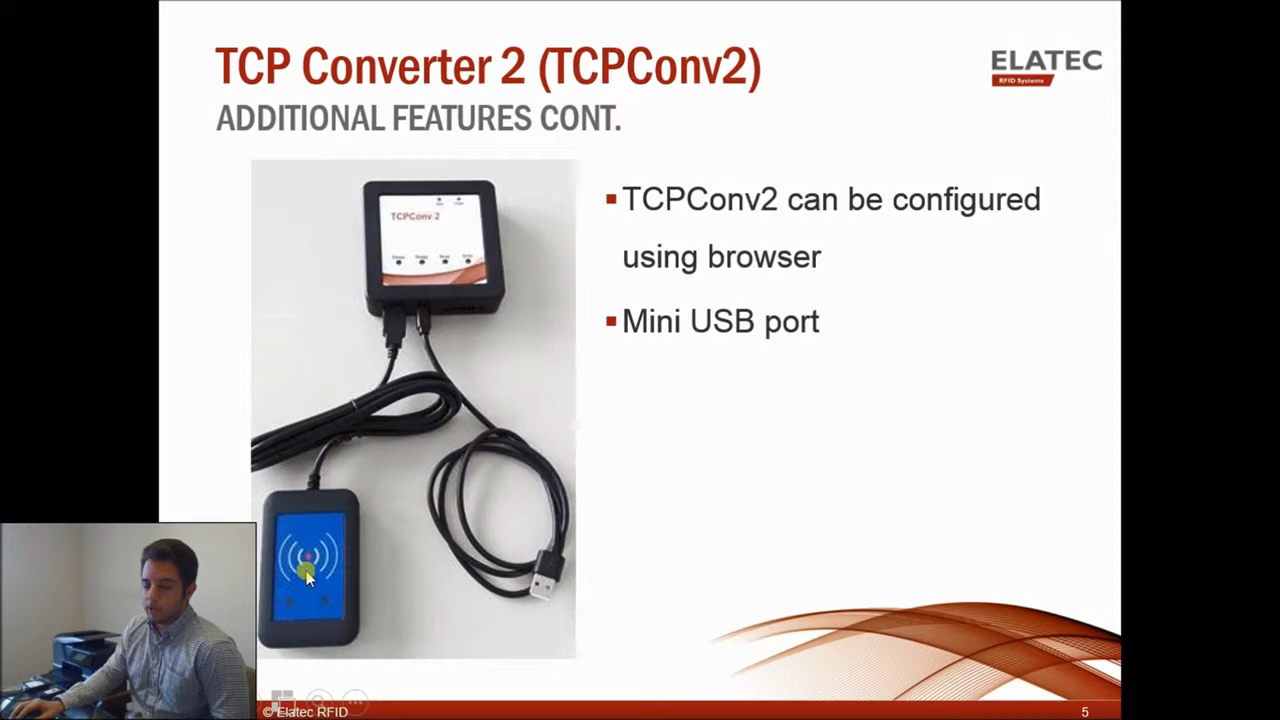 TCP Converter 2 (TCPConv2)
ELATEC
RFID Systems
ADDITIONAL FEATURES CONT.
TCPConv2 can be configured
using browser
Mini USB port
TCPConv 2
© Elatec RFID
5